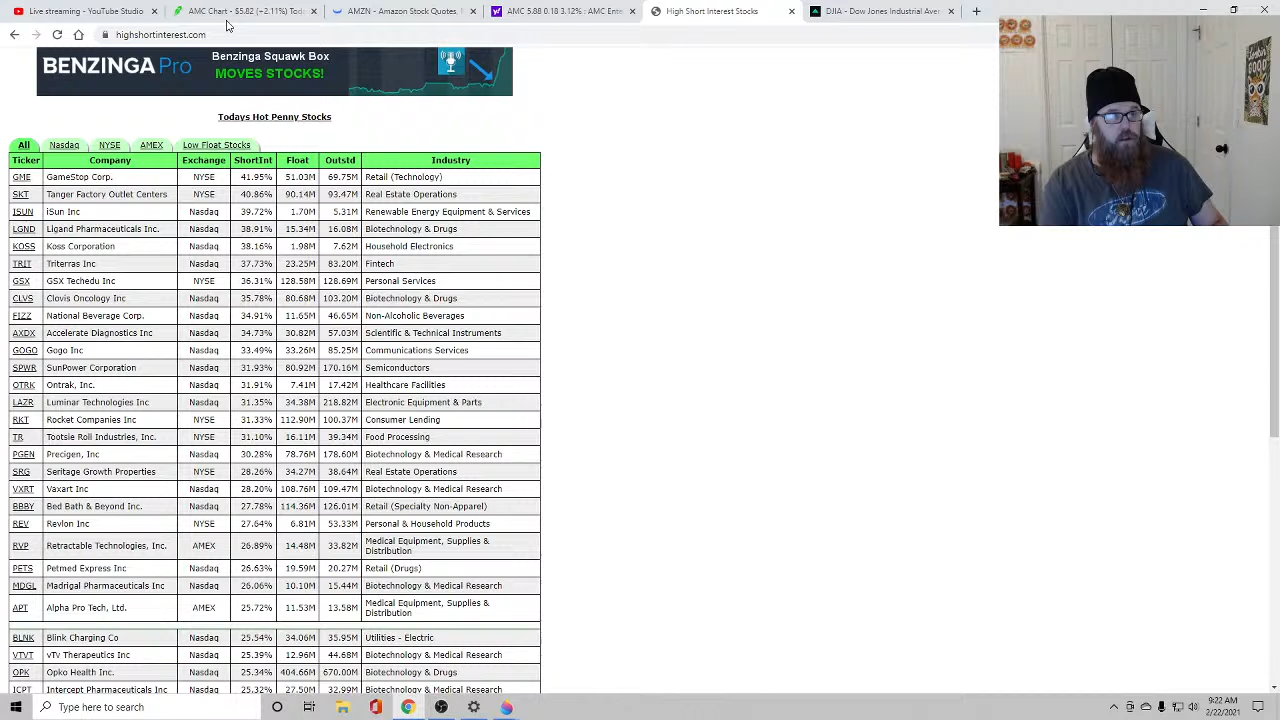 Live streaming - YouTube Studio
AMC Chart - $5.82 (+2.11%) Tod
AMZN - Amazon Stock Quotes,
AMC 5.88 0.18 3.12% : AMC Ente
High Short Interest Stocks
DJIA - Dow Jones Industrial Ave
highshortinterest.com
BENZINGA Pro
Benzinga Squawk Box
MOVES STOCKS!
Todays Hot Penny Stocks
All Nasdaq NYSE AMEX Low Float Stocks
Ticker Company Exchange ShortInt Float Outstd Industry
GME GameStop Corp. NYSE 41.95% 51.03M 69.75M Retail (Technology)
SKT Tanger Factory Outlet Centers NYSE 40.86% 90.14M 93.47M Real Estate Operations
ISUN iSun Inc Nasdaq 39.72% 1.70M 5.31M Renewable Energy Equipment & Services
LGND Ligand Pharmaceuticals Inc. Nasdaq 38.91% 15.34M 16.08M Biotechnology & Drugs
KOSS Koss Corporation Nasdaq 38.16% 1.98M 7.62M Household Electronics
TRIT Triterras Inc Nasdaq 37.73% 23.25M 83.20M Fintech
GSX GSX Techedu Inc NYSE 36.31% 128.58M 128.69M Personal Services
CLVS Clovis Oncology Inc Nasdaq 35.78% 80.68M 103.20M Biotechnology & Drugs
FIZZ National Beverage Corp. Nasdaq 34.91% 11.65M 46.65M Non-Alcoholic Beverages
AXDX Accelerate Diagnostics Inc Nasdaq 34.73% 30.82M 57.03M Scientific & Technical Instruments
GOGO Gogo Inc Nasdaq 33.49% 33.26M 85.25M Communications Services
SPWR SunPower Corporation Nasdaq 31.93% 80.92M 170.16M Semiconductors
OTRK Ontrak, Inc. Nasdaq 31.91% 7.41M 17.42M Healthcare Facilities
LAZR Luminar Technologies Inc Nasdaq 31.35% 34.38M 218.82M Electronic Equipment & Parts
RKT Rocket Companies Inc NYSE 31.33% 112.90M 100.37M Consumer Lending
TR Tootsie Roll Industries, Inc. NYSE 31.10% 16.11M 39.34M Food Processing
PGEN Precigen, Inc Nasdaq 30.28% 78.76M 178.60M Biotechnology & Medical Research
SRG Seritage Growth Properties NYSE 28.26% 34.27M 38.64M Real Estate Operations
VXRT Vaxart Inc Nasdaq 28.20% 108.76M 109.47M Biotechnology & Medical Research
BBBY Bed Bath & Beyond Inc. Nasdaq 27.78% 114.36M 126.01M Retail (Specialty Non-Apparel)
REV Revlon Inc NYSE 27.64% 6.81M 53.33M Personal & Household Products
RVP Retractable Technologies, Inc. AMEX 26.89% 14.48M 33.82M Medical Equipment, Supplies &
Distribution
PETS Petmed Express Inc Nasdaq 26.63% 19.59M 20.27M Retail (Drugs)
MDGL Madrigal Pharmaceuticals Inc Nasdaq 26.06% 10.10M 15.44M Biotechnology & Medical Research
APT Alpha Pro Tech, Ltd. AMEX 25.72% 11.53M 13.58M Medical Equipment, Supplies &
Distribution
BLNK Blink Charging Co Nasdaq 25.54% 34.06M 35.95M Utilities - Electric
VTVT vTv Therapeutics Inc Nasdaq 25.39% 12.96M 44.68M Biotechnology & Medical Research
OPK Opko Health Inc. Nasdaq 25.34% 404.66M 670.00M Biotechnology & Drugs
ICPT Intercept Pharmaceuticals Inc Nasdaq 25.32% 27.50M 32.99M Biotechnology & Medical Research
Type here to search
9:22 AM
2/22/2021